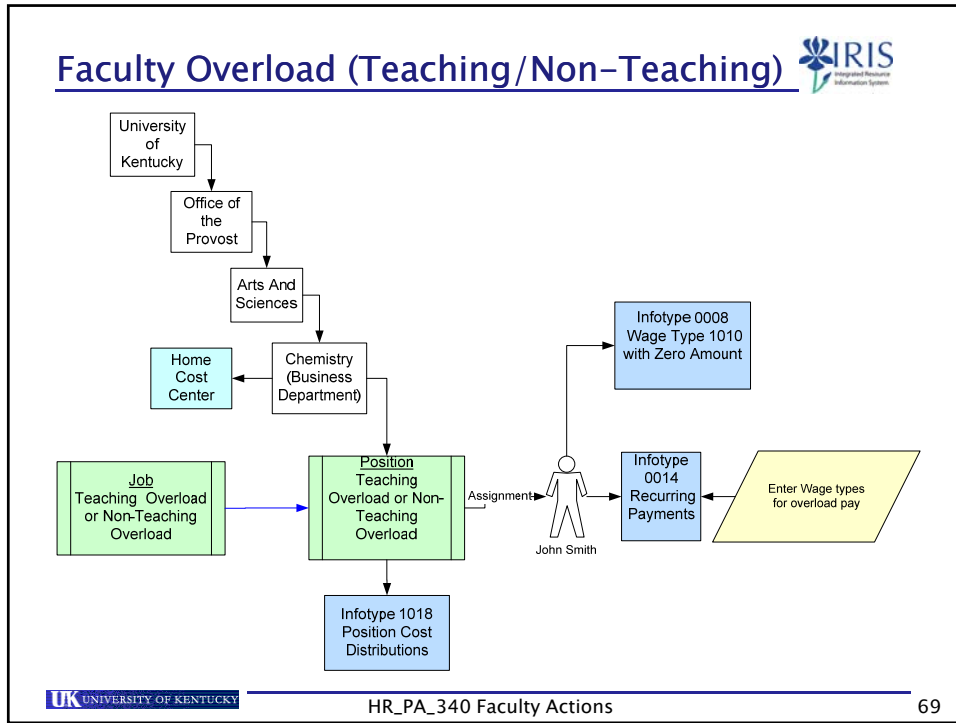 Faculty Overload (Teaching/Non-Teaching)
IRIS
Integrated Resource
Information System
University
of
Kentucky
Office of
the
Provost
Arts And
Sciences
Home
Cost
Center
Chemistry
(Business
Department)
Infotype 0008
Wage Type 1010
with Zero Amount
Job
Teaching Overload
or Non-Teaching
Overload
Position
Teaching
Overload or Non-
Teaching
Overload
Assignment
John Smith
Infotype
0014
Recurring
Payments
Enter Wage types
for overload pay
Infotype 1018
Position Cost
Distributions
UK UNIVERSITY OF KENTUCKY
HR_PA_340 Faculty Actions
69